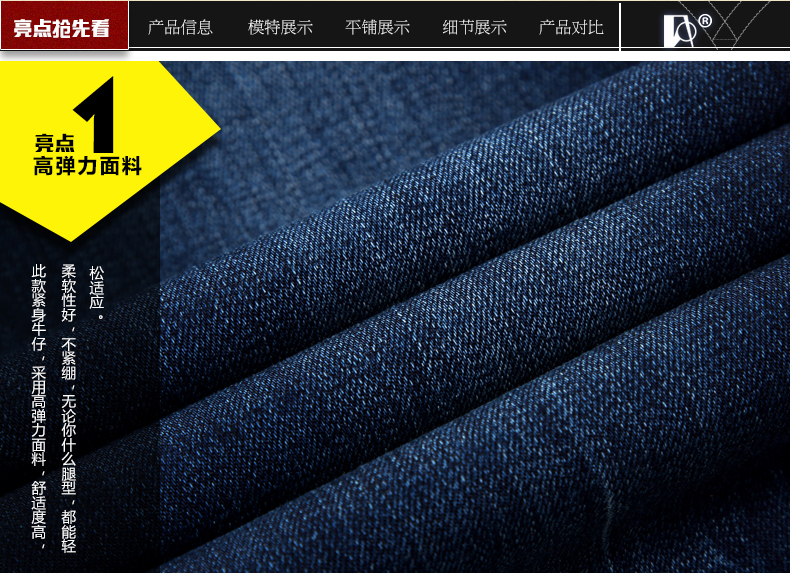 亮点抢先看
产品信息
模特展示
平铺展示
细节展示
产品对比
®
亮点
1
高弹力面料
此款紧身牛仔，采用高弹力面料，舒适度高，
柔软性好，不紧绷，无论你什么腿型，都能轻
松适应。